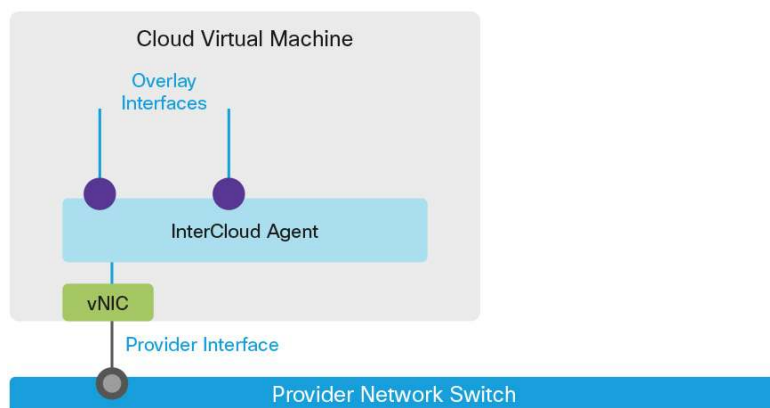 Cloud Virtual Machine
Overlay
Interfaces
InterCloud Agent
vNIC
Provider Interface
Provider Network Switch